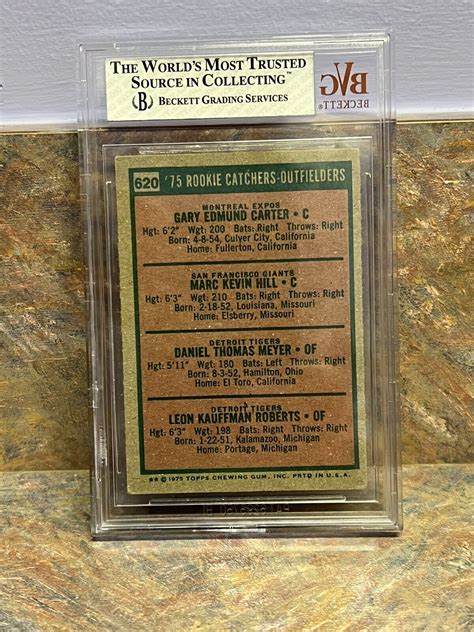 THE WORLD'S MOST TRUSTED
SOURCE IN COLLECTING™
B BECKETT GRADING SERVICES
BVG
BECKETT®
620 '75 ROOKIE CATCHERS-OUTFIELDERS
MONTREAL EXPOS
GARY EDMUND CARTER • C
Hgt: 6'2" Wgt: 200 Bats: Right Throws: Right
Born: 4-8-54, Culver City, California
Home: Fullerton, California
SAN FRANCISCO GIANTS
MARC KEVIN HILL • C
Hgt: 6'3" Wgt: 210 Bats: Right Throws: Right
Born: 2-18-52, Louisiana, Missouri
Home: Elsberry, Missouri
DETROIT TIGERS
DANIEL THOMAS MEYER • OF
Hgt: 5'11" Wgt: 180 Bats: Left Throws: Right
Born: 8-3-52, Hamilton, Ohio
Home: El Toro, California
DETROIT TIGERS
LEON KAUFFMAN ROBERTS • OF
Hgt: 6'3" Wgt: 198 Bats: Right Throws: Right
Born: 1-22-51, Kalamazoo, Michigan
Home: Portage, Michigan
★★ © 1975 TOPPS CHEWING GUM, INC. PRTD IN U.S.A.